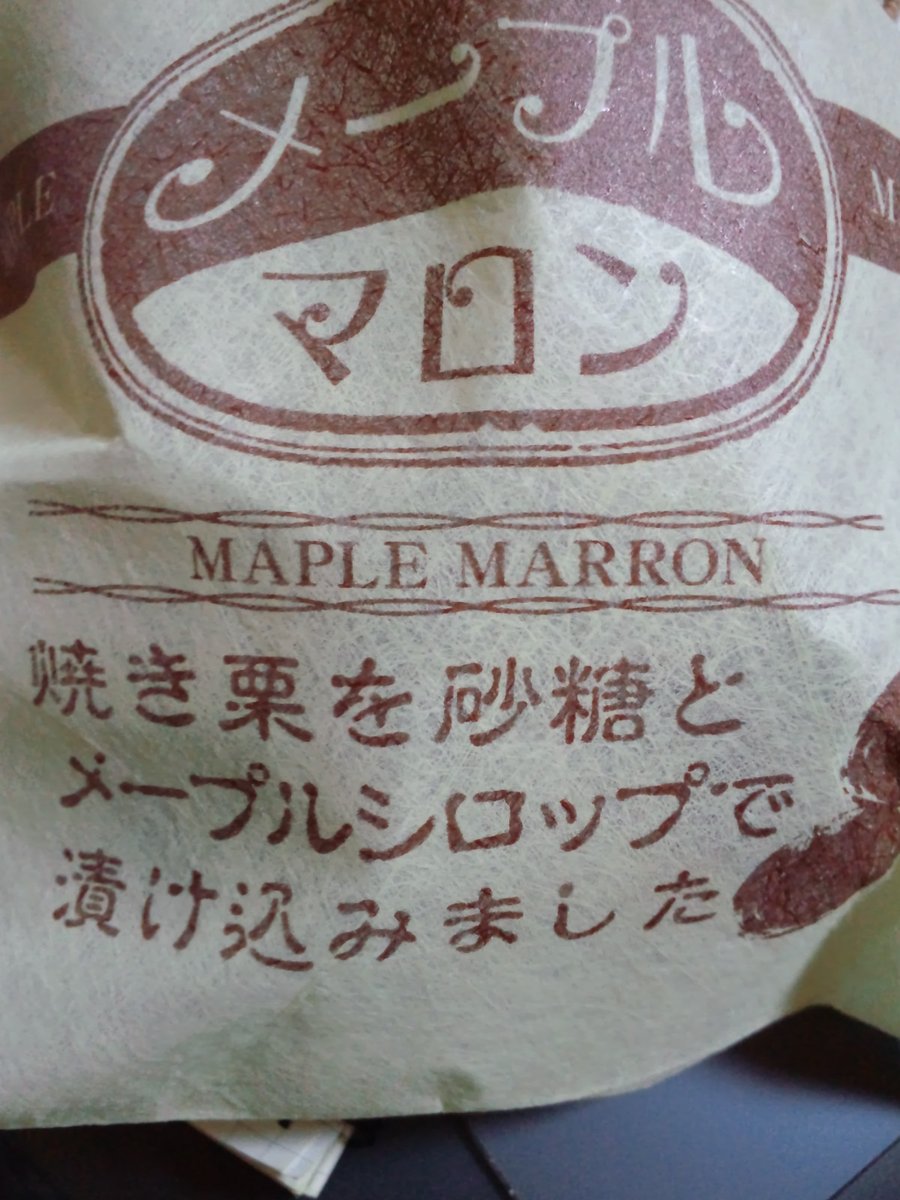 メープル
マロン
MAPLE MARRON
焼き栗を砂糖と
メープルシロップで
漬け込みました